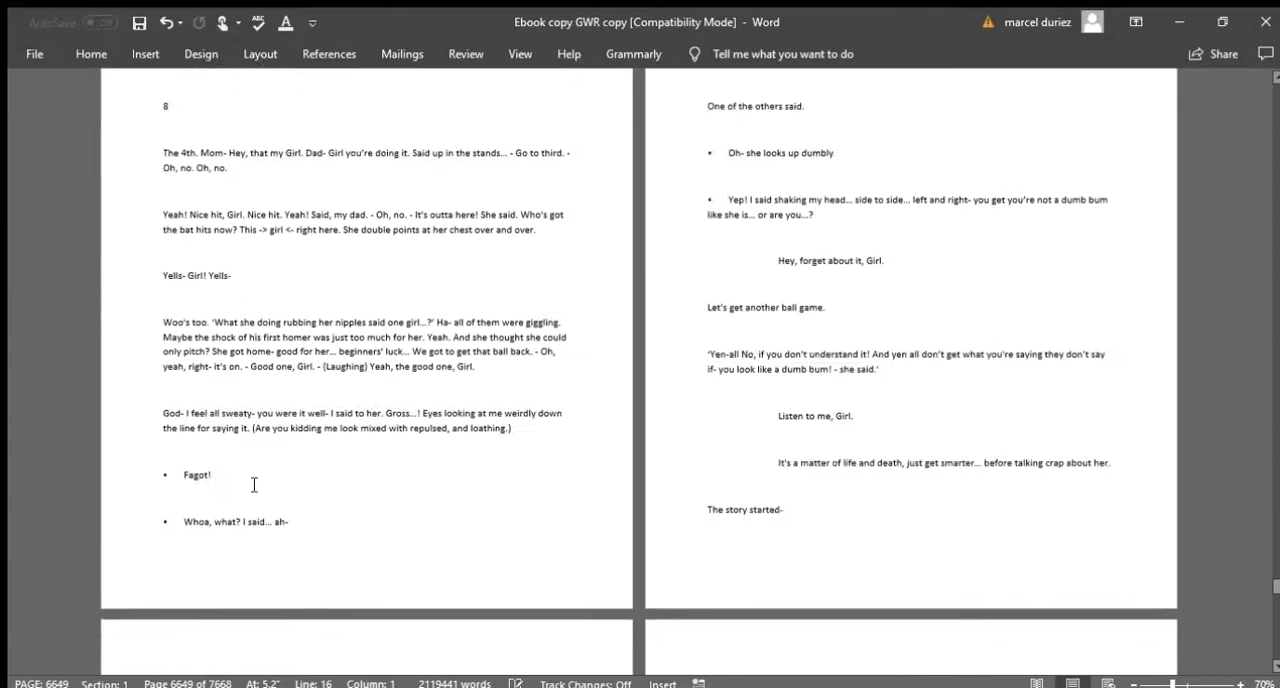 AutoSave Off
Ebook copy GWR copy [Compatibility Mode] - Word
marcel duriez
File Home Insert Design Layout References Mailings Review View Help Grammarly Tell me what you want to do Share
8
The 4th. Mom- Hey, that my Girl. Dad- Girl you're doing it. Said up in the stands... - Go to third. -
Oh, no. Oh, no.
Yeah! Nice hit, Girl. Nice hit. Yeah! Said, my dad. - Oh, no. - It's outta here! She said. Who's got
the bat hits now? This -> girl <- right here. She double points at her chest over and over.
Yells- Girl! Yells-
Woo's too. 'What she doing rubbing her nipples said one girl...?' Ha- all of them were giggling.
Maybe the shock of his first homer was just too much for her. Yeah. And she thought she could
only pitch? She got home- good for her... beginners' luck... We got to get that ball back. - Oh,
yeah, right- it's on. - Good one, Girl. - (Laughing) Yeah, the good one, Girl.
God- I feel all sweaty- you were it well- I said to her. Gross...! Eyes looking at me weirdly down
the line for saying it. (Are you kidding me look mixed with repulsed, and loathing.)
• Fagot!
• Whoa, what? I said... ah-
One of the others said.
• Oh- she looks up dumbly
• Yep! I said shaking my head... side to side... left and right- you get you're not a dumb bum
like she is... or are you...?
Hey, forget about it, Girl.
Let's get another ball game.
'Yen-all No, if you don't understand it! And yen all don't get what you're saying they don't say
if- you look like a dumb bum! - she said.'
Listen to me, Girl.
It's a matter of life and death, just get smarter... before talking crap about her.
The story started-
PAGE: 6649 Section: 1 Page 6649 of 7668 At: 5.2" Line: 16 Column: 1 2119441 words Track Changes: Off Insert 70%